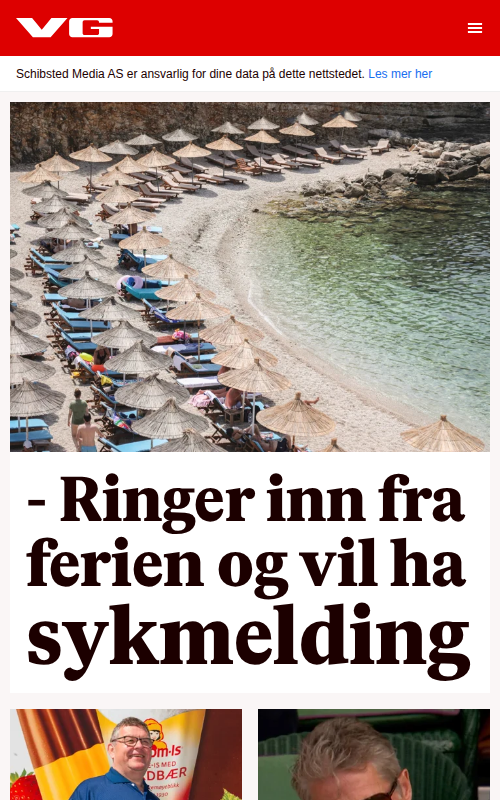 VG
Schibsted Media AS er ansvarlig for dine data på dette nettstedet. Les mer her
- Ringer inn fra
ferien og vil ha
sykmelding